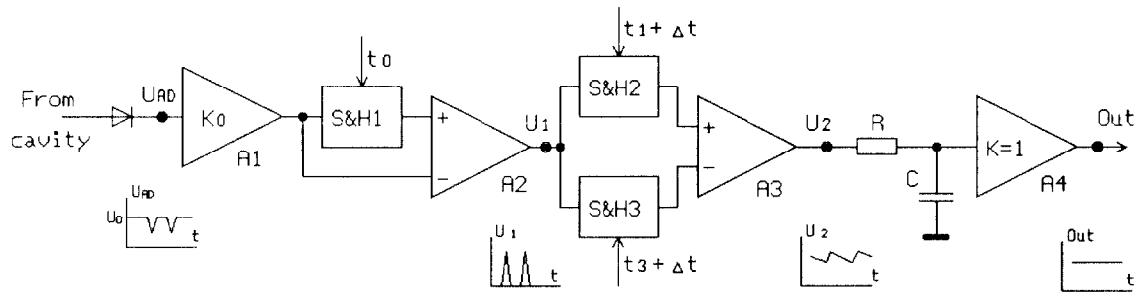 From
cavity
UAD
K0
A1
t0
S&H1
+
−
A2
U1
t1+Δt
S&H2
S&H3
t3+Δt
+
−
A3
U2
R
C
K=1
A4
Out
UAD
U0
t
U1
t
U2
t
Out
t